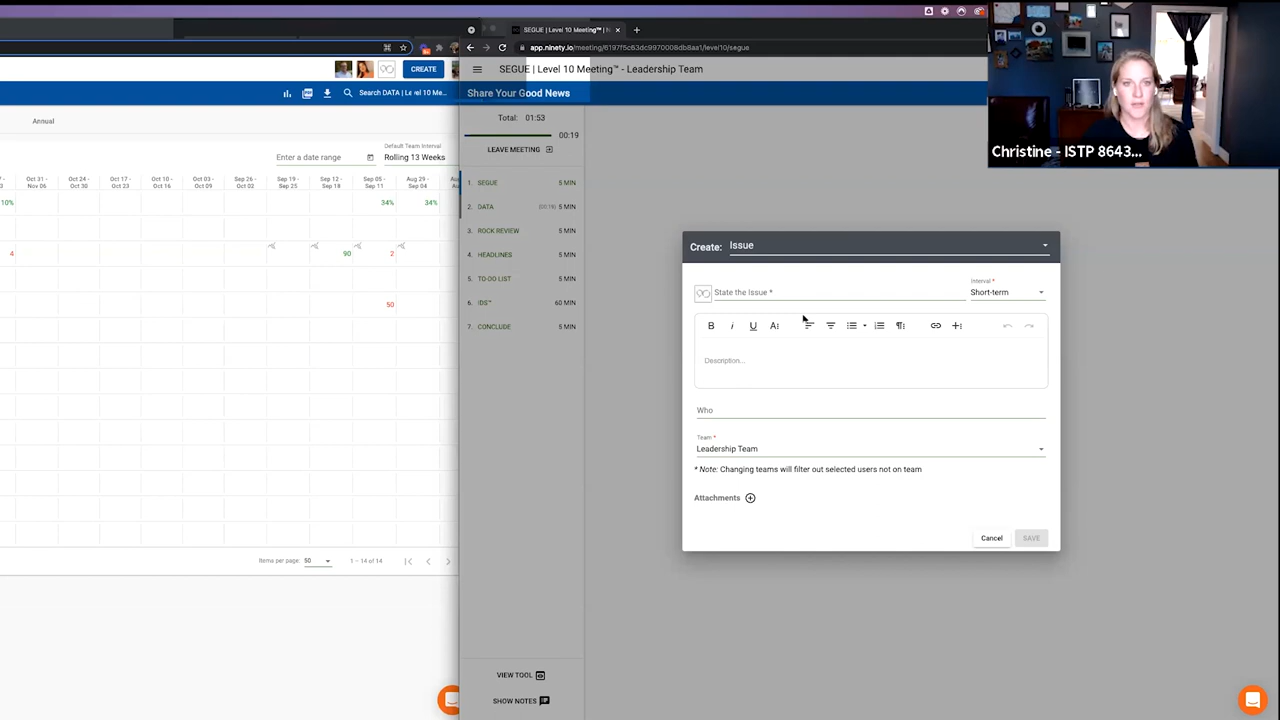 SEGUE | Level 10 Meeting™ | N
app.ninety.io/meeting/6197f5c63dc9970008db8aa1/level10/segue
CREATE
SEGUE | Level 10 Meeting™ - Leadership Team
Search DATA | Level 10 Me...
Share Your Good News
Annual
Total: 01:53
00:19
LEAVE MEETING
Enter a date range
Default Team Interval
Rolling 13 Weeks
Christine - ISTP 8643...
Oct 31 - Nov 06
Oct 24 - Oct 30
Oct 17 - Oct 23
Oct 10 - Oct 16
Oct 03 - Oct 09
Sep 26 - Oct 02
Sep 19 - Sep 25
Sep 12 - Sep 18
Sep 05 - Sep 11
Aug 29 - Sep 04
10%
34%
34%
4
90
2
50
1. SEGUE 5 MIN
2. DATA (00:19) 5 MIN
3. ROCK REVIEW 5 MIN
4. HEADLINES 5 MIN
5. TO-DO LIST 5 MIN
6. IDS™ 60 MIN
7. CONCLUDE 5 MIN
Create: Issue
State the Issue *
Interval *
Short-term
B i U A
Description...
Who
Team *
Leadership Team
* Note: Changing teams will filter out selected users not on team
Attachments
Cancel
SAVE
Items per page: 50
1 – 14 of 14
VIEW TOOL
SHOW NOTES